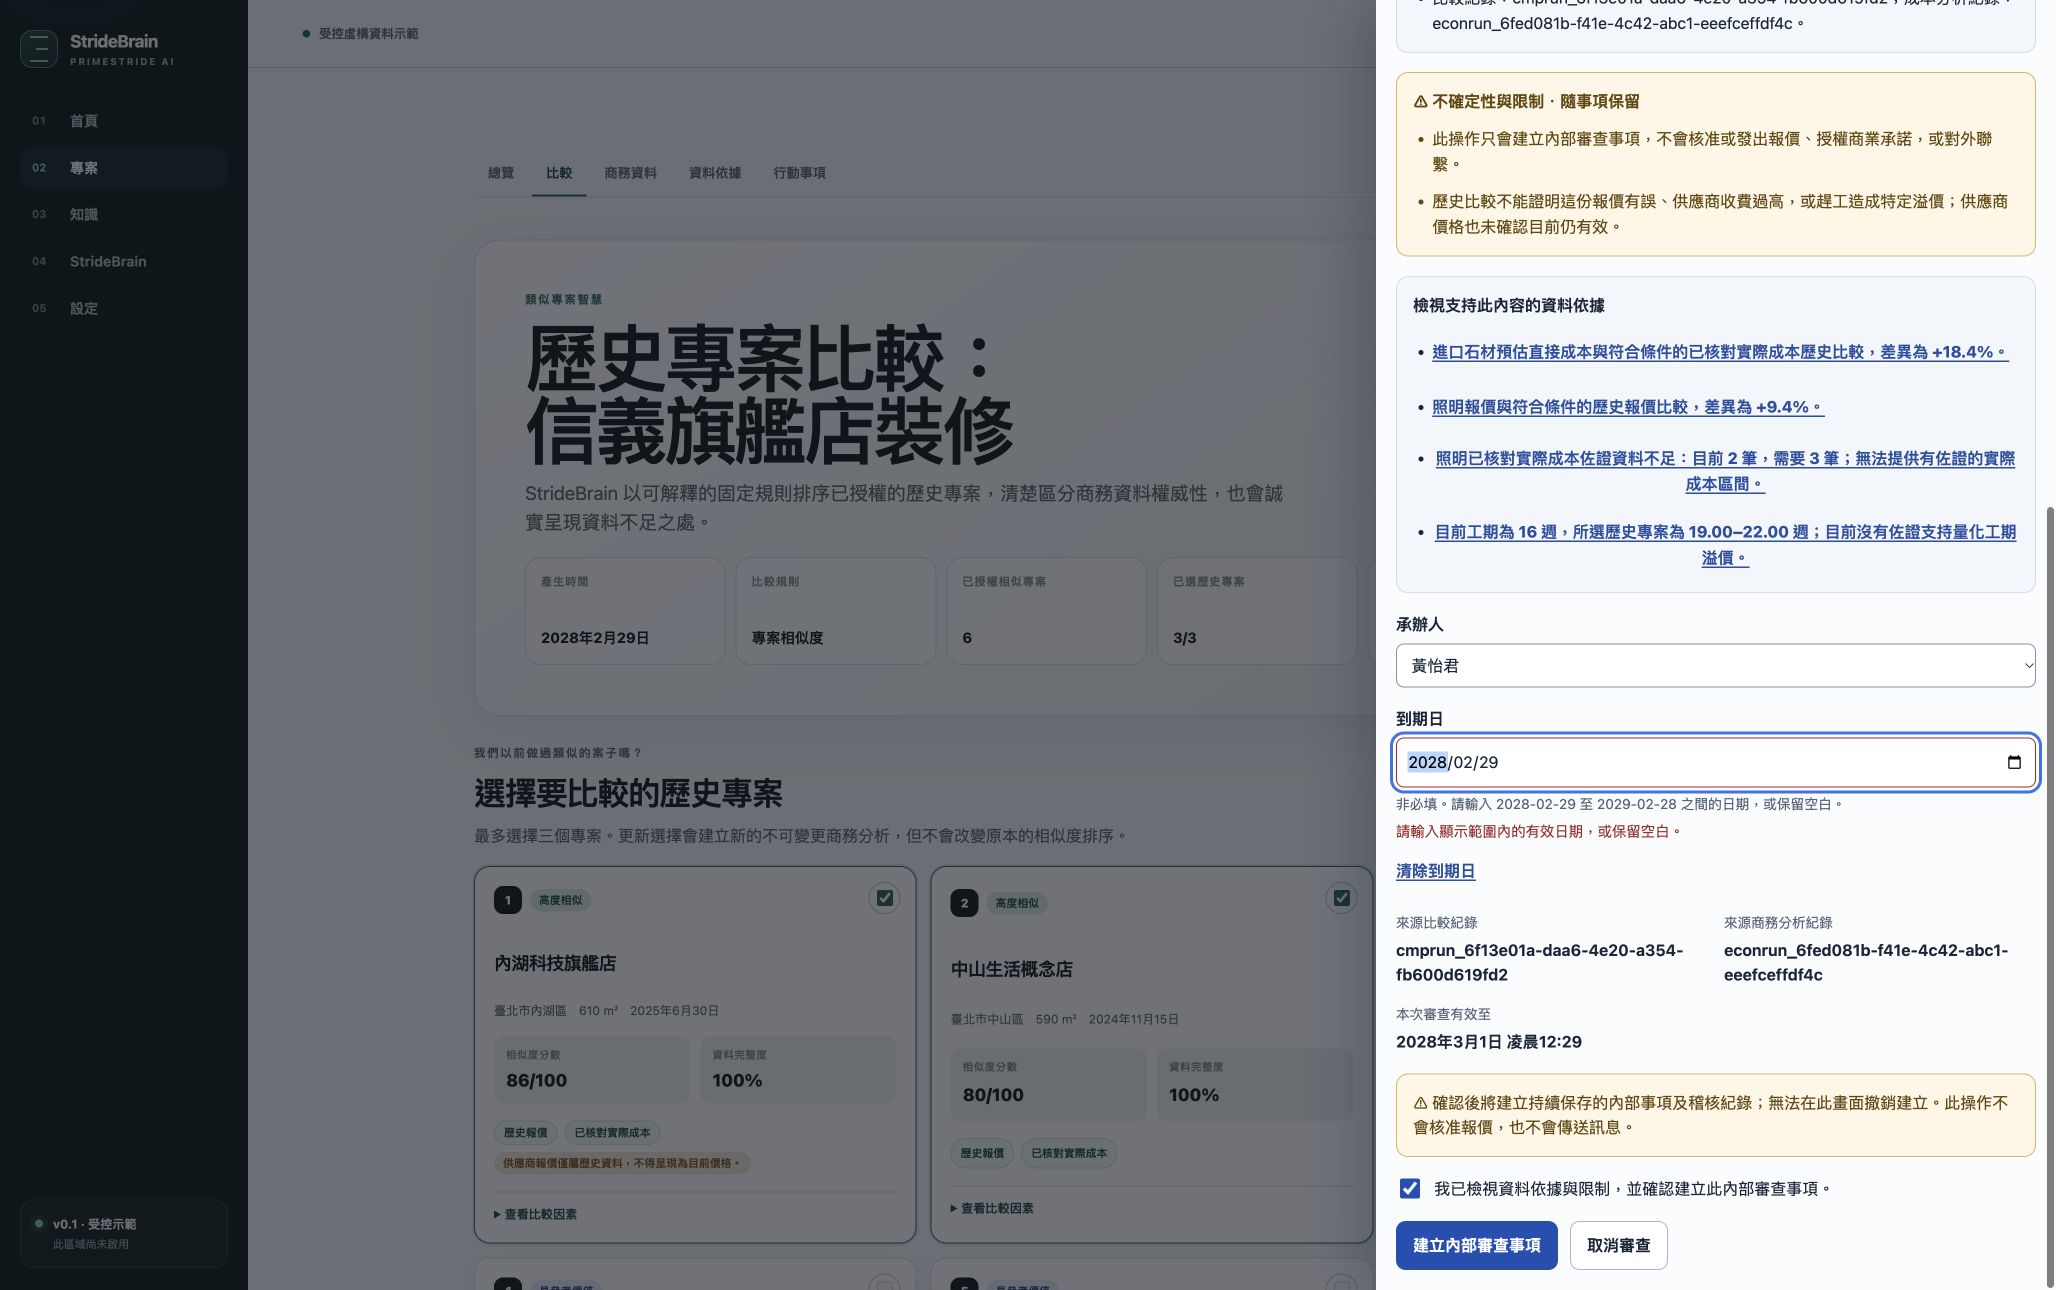 StrideBrain
PRIMESTRIDE AI
01 首頁
02 專案
03 知識
04 StrideBrain
05 設定
v0.1 · 受控示範
此區域尚未啟用
受控虛構資料示範
總覽 比較 商務資料 資料依據 行動事項
類似專案智慧
歷史專案比較：
信義旗艦店裝修
StrideBrain 以可解釋的固定規則排序已授權的歷史專案，清楚區分商務資料權威性，也會誠
實呈現資料不足之處。
產生時間 比較規則 已授權相似專案 已選歷史專案
2028年2月29日 專案相似度 6 3/3
我們以前做過類似的案子嗎？
選擇要比較的歷史專案
最多選擇三個專案。更新選擇會建立新的不可變更商務分析，但不會改變原本的相似度排序。
1 高度相似
內湖科技旗艦店
臺北市內湖區 610 m² 2025年6月30日
相似度分數 資料完整度
86/100 100%
歷史報價 已核對實際成本
供應商報價僅屬歷史資料，不得呈現為目前價格。
查看比較因素
2 高度相似
中山生活概念店
臺北市中山區 590 m² 2024年11月15日
相似度分數 資料完整度
80/100 100%
歷史報價 已核對實際成本
查看比較因素
econrun_6fed081b-f41e-4c42-abc1-eeefceffdf4c。
⚠ 不確定性與限制 · 隨事項保留
• 此操作只會建立內部審查事項，不會核准或發出報價、授權商業承諾，或對外聯
繫。
• 歷史比較不能證明這份報價有誤、供應商收費過高，或趕工造成特定溢價；供應商
價格也未確認目前仍有效。
檢視支持此內容的資料依據
• 進口石材預估直接成本與符合條件的已核對實際成本歷史比較，差異為 +18.4%。
• 照明報價與符合條件的歷史報價比較，差異為 +9.4%。
• 照明已核對實際成本佐證資料不足：目前 2 筆，需要 3 筆；無法提供有佐證的實際
成本區間。
• 目前工期為 16 週，所選歷史專案為 19.00–22.00 週；目前沒有佐證支持量化工期
溢價。
承辦人
黃怡君
到期日
2028/02/29
非必填。請輸入 2028-02-29 至 2029-02-28 之間的日期，或保留空白。
請輸入顯示範圍內的有效日期，或保留空白。
清除到期日
來源比較紀錄
cmprun_6f13e01a-daa6-4e20-a354-
fb600d619fd2
來源商務分析紀錄
econrun_6fed081b-f41e-4c42-abc1-
eeefceffdf4c
本次審查有效至
2028年3月1日 凌晨12:29
⚠ 確認後將建立持續保存的內部事項及稽核紀錄；無法在此畫面撤銷建立。此操作不
會核准報價，也不會傳送訊息。
我已檢視資料依據與限制，並確認建立此內部審查事項。
建立內部審查事項 取消審查